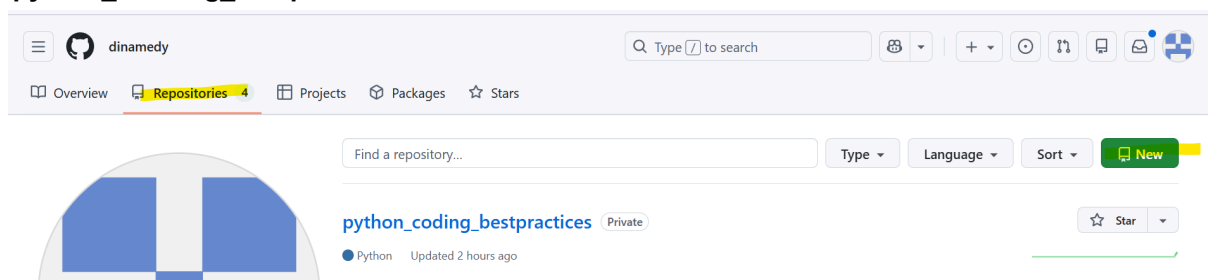 dinamedy
Type / to search
Overview Repositories 4 Projects Packages Stars
Find a repository... Type Language Sort New
python_coding_bestpractices Private Star
Python Updated 2 hours ago